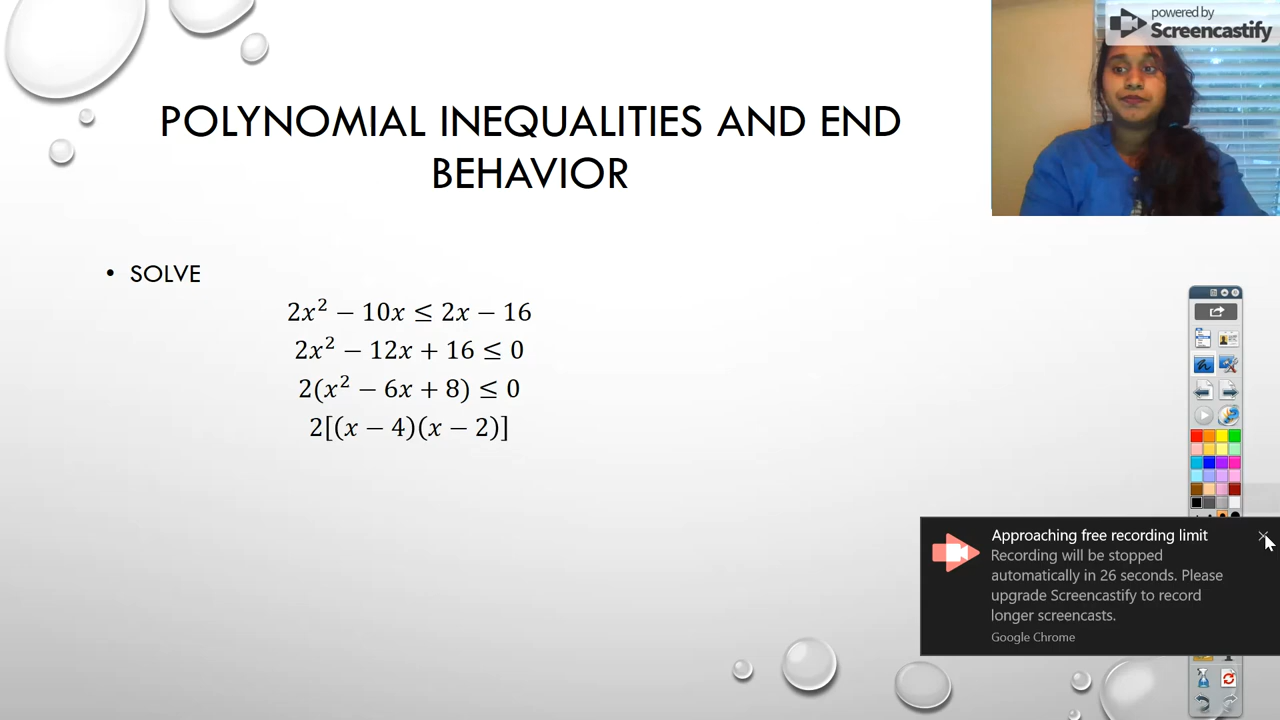 powered by
Screencastify
POLYNOMIAL INEQUALITIES AND END
BEHAVIOR
• SOLVE
2x² − 10x ≤ 2x − 16
2x² − 12x + 16 ≤ 0
2(x² − 6x + 8) ≤ 0
2[(x − 4)(x − 2)]
Approaching free recording limit
Recording will be stopped
automatically in 26 seconds. Please
upgrade Screencastify to record
longer screencasts.
Google Chrome